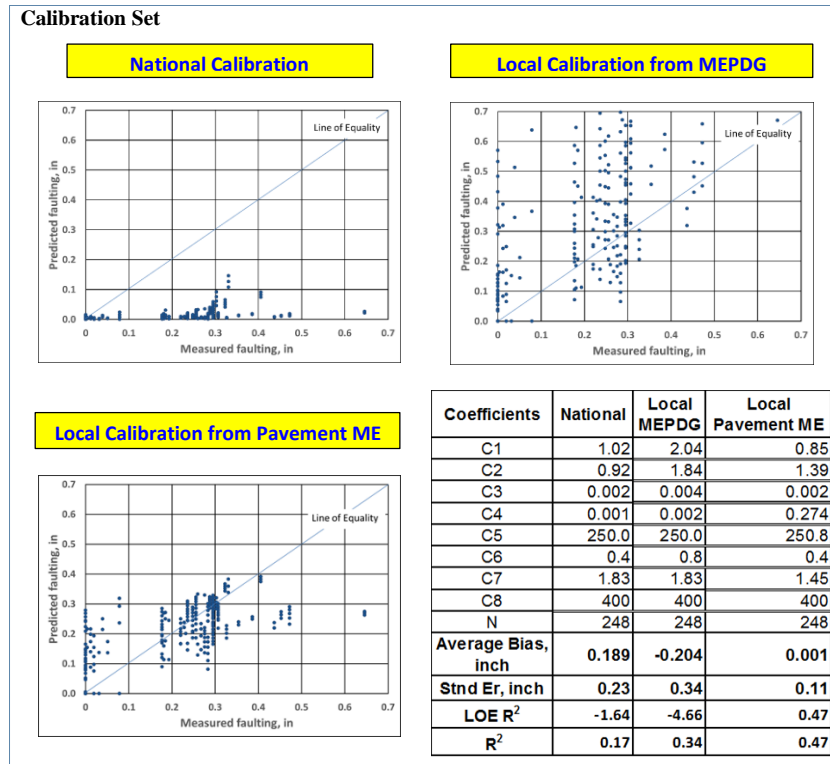 Calibration Set
National Calibration
Local Calibration from MEPDG
0.7
0.6
0.5
0.4
0.3
0.2
0.1
0.0
Predicted faulting, in
Line of Equality
0 0.1 0.2 0.3 0.4 0.5 0.6 0.7
Measured faulting, in
0.7
0.6
0.5
0.4
0.3
0.2
0.1
0.0
Predicted faulting, in
Line of Equality
0 0.1 0.2 0.3 0.4 0.5 0.6 0.7
Measured faulting, in
Local Calibration from Pavement ME
0.7
0.6
0.5
0.4
0.3
0.2
0.1
0.0
Predicted faulting, in
Line of Equality
0 0.1 0.2 0.3 0.4 0.5 0.6 0.7
Measured faulting, in
Coefficients National Local MEPDG Local Pavement ME
C1 1.02 2.04 0.85
C2 0.92 1.84 1.39
C3 0.002 0.004 0.002
C4 0.001 0.002 0.274
C5 250.0 250.0 250.8
C6 0.4 0.8 0.4
C7 1.83 1.83 1.45
C8 400 400 400
N 248 248 248
Average Bias, inch 0.189 -0.204 0.001
Stnd Er, inch 0.23 0.34 0.11
LOE R² -1.64 -4.66 0.47
R² 0.17 0.34 0.47